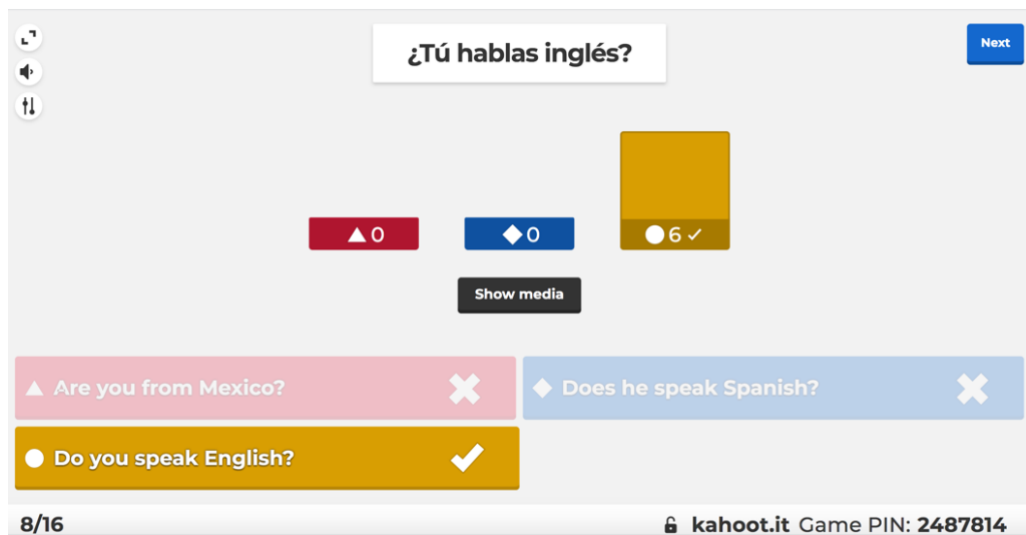 ¿Tú hablas inglés?
Next
0
0
6
Show media
Are you from Mexico?
Does he speak Spanish?
Do you speak English?
8/16
kahoot.it Game PIN: 2487814